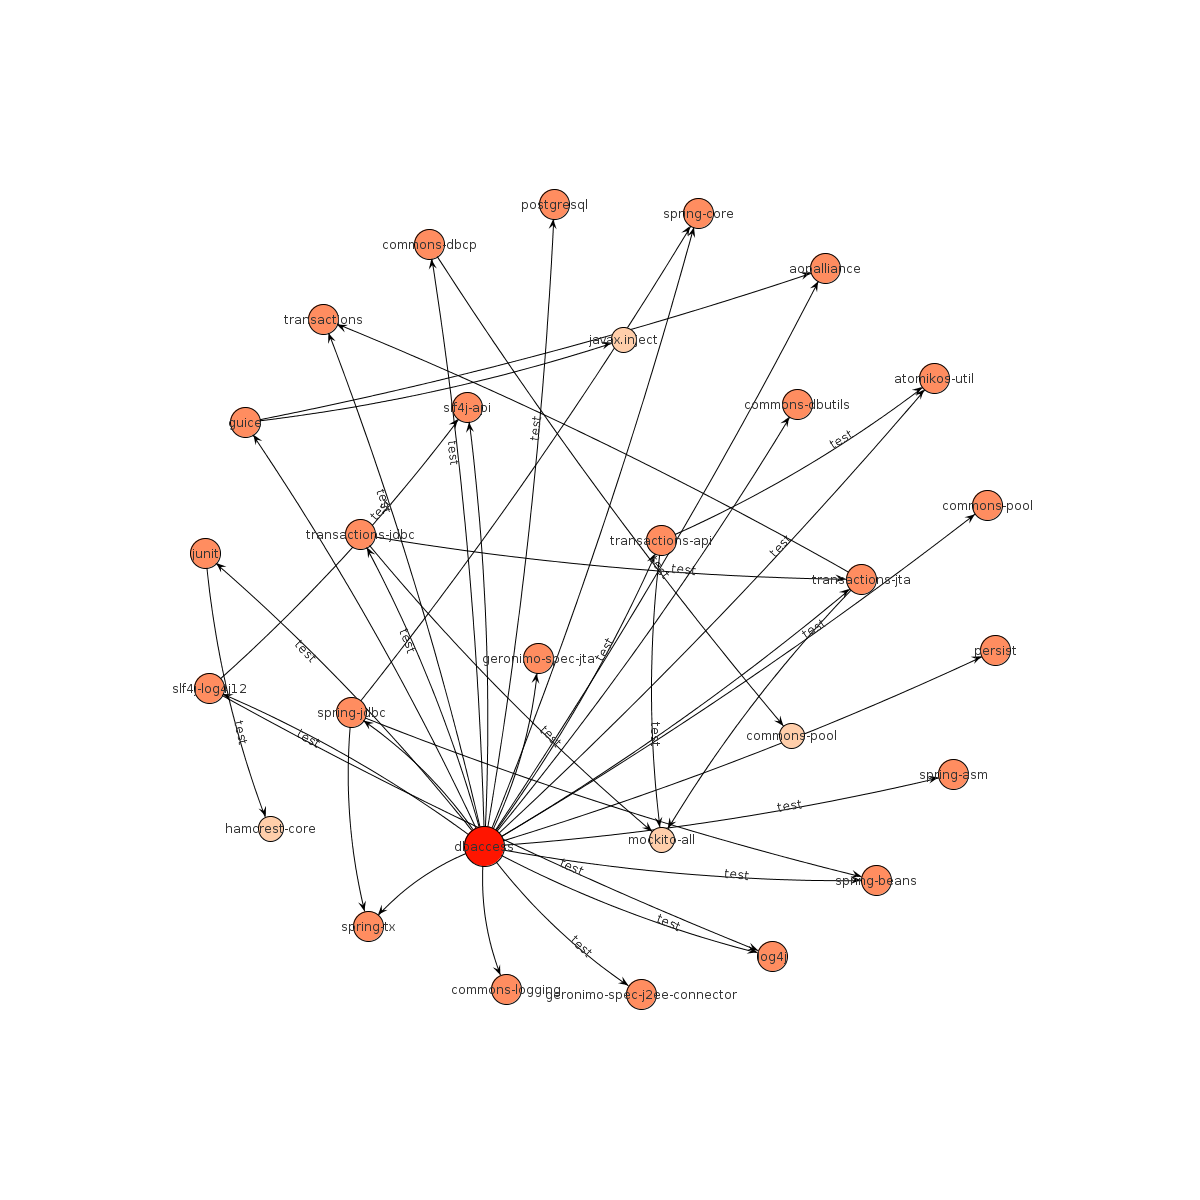 postgresql
spring-core
commons-dbcp
aopalliance
transactions
javax.inject
atomikos-util
commons-dbutils
slf4j-api
guice
test
test
test
test
commons-pool
test
transactions-jdbc
transactions-api
test
junit
test
test
transactions-jta
test
test
test
test
persist
geronimo-spec-jta
slf4j-log4j12
spring-jdbc
test
test
test
test
commons-pool
spring-asm
test
hamcrest-core
mockito-all
dbaccess
test
test
spring-beans
test
spring-tx
test
log4j
commons-logging
geronimo-spec-j2ee-connector